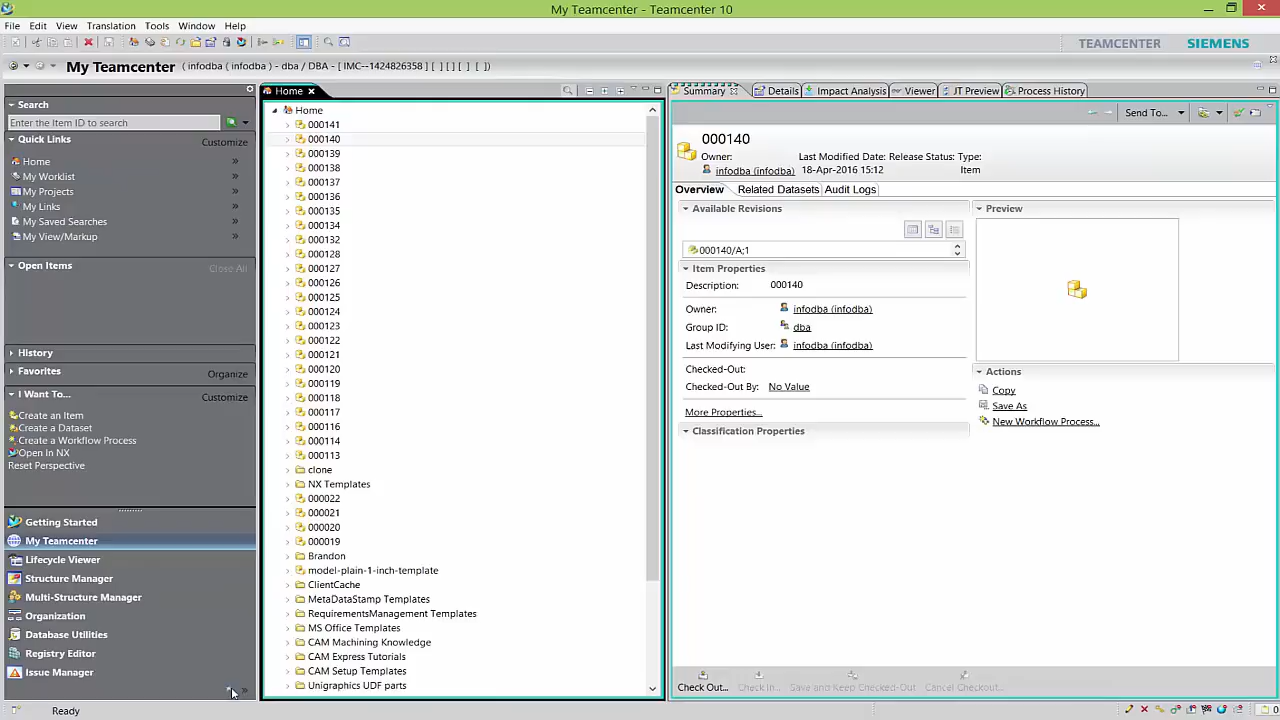 My Teamcenter - Teamcenter 10
File Edit View Translation Tools Window Help
TEAMCENTER SIEMENS
My Teamcenter ( infodba ( infodba ) - dba / DBA - [ IMC--1424826358 ] [ ] [ ] [ ] [ ])
Search
Enter the Item ID to search
Quick Links
Customize
Home
My Worklist
My Projects
My Links
My Saved Searches
My View/Markup
Open Items
Close All
History
Favorites
Organize
I Want To...
Customize
Create an Item
Create a Dataset
Create a Workflow Process
Open In NX
Reset Perspective
Getting Started
My Teamcenter
Lifecycle Viewer
Structure Manager
Multi-Structure Manager
Organization
Database Utilities
Registry Editor
Issue Manager
Home
Home
000141
000140
000139
000138
000137
000136
000135
000134
000132
000128
000127
000126
000125
000124
000123
000122
000121
000120
000119
000118
000117
000116
000114
000113
clone
NX Templates
000022
000021
000020
000019
Brandon
model-plain-1-inch-template
ClientCache
MetaDataStamp Templates
RequirementsManagement Templates
MS Office Templates
CAM Machining Knowledge
CAM Express Tutorials
CAM Setup Templates
Unigraphics UDF parts
Summary Details Impact Analysis Viewer JT Preview Process History
Send To...
000140
Owner: Last Modified Date: Release Status: Type:
infodba (infodba) 18-Apr-2016 15:12 Item
Overview Related Datasets Audit Logs
Available Revisions
000140/A;1
Item Properties
Description: 000140
Owner: infodba (infodba)
Group ID: dba
Last Modifying User: infodba (infodba)
Checked-Out:
Checked-Out By: No Value
More Properties...
Classification Properties
Preview
Actions
Copy
Save As
New Workflow Process...
Check Out... Check In... Save and Keep Checked-Out Cancel Checkout...
Ready
0